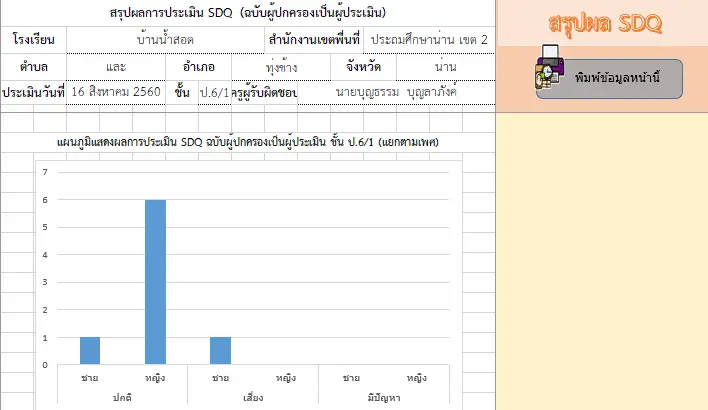 สรุปผลการประเมิน SDQ (ฉบับผู้ปกครองเป็นผู้ประเมิน)
สรุปผล SDQ
โรงเรียน บ้านน้ำสอด สำนักงานเขตพื้นที่ ประถมศึกษาน่าน เขต 2
ตำบล และ อำเภอ ทุ่งช้าง จังหวัด น่าน
พิมพ์ข้อมูลหน้านี้
ประเมินวันที่ 16 สิงหาคม 2560 ชั้น ป.6/1 ครูผู้รับผิดชอบ นายบุญธรรม บุญลาภังค์
แผนภูมิแสดงผลการประเมิน SDQ ฉบับผู้ปกครองเป็นผู้ประเมิน ชั้น ป.6/1 (แยกตามเพศ)
7
6
5
4
3
2
1
0
ชาย หญิง ชาย หญิง ชาย หญิง
ปกติ เสี่ยง มีปัญหา